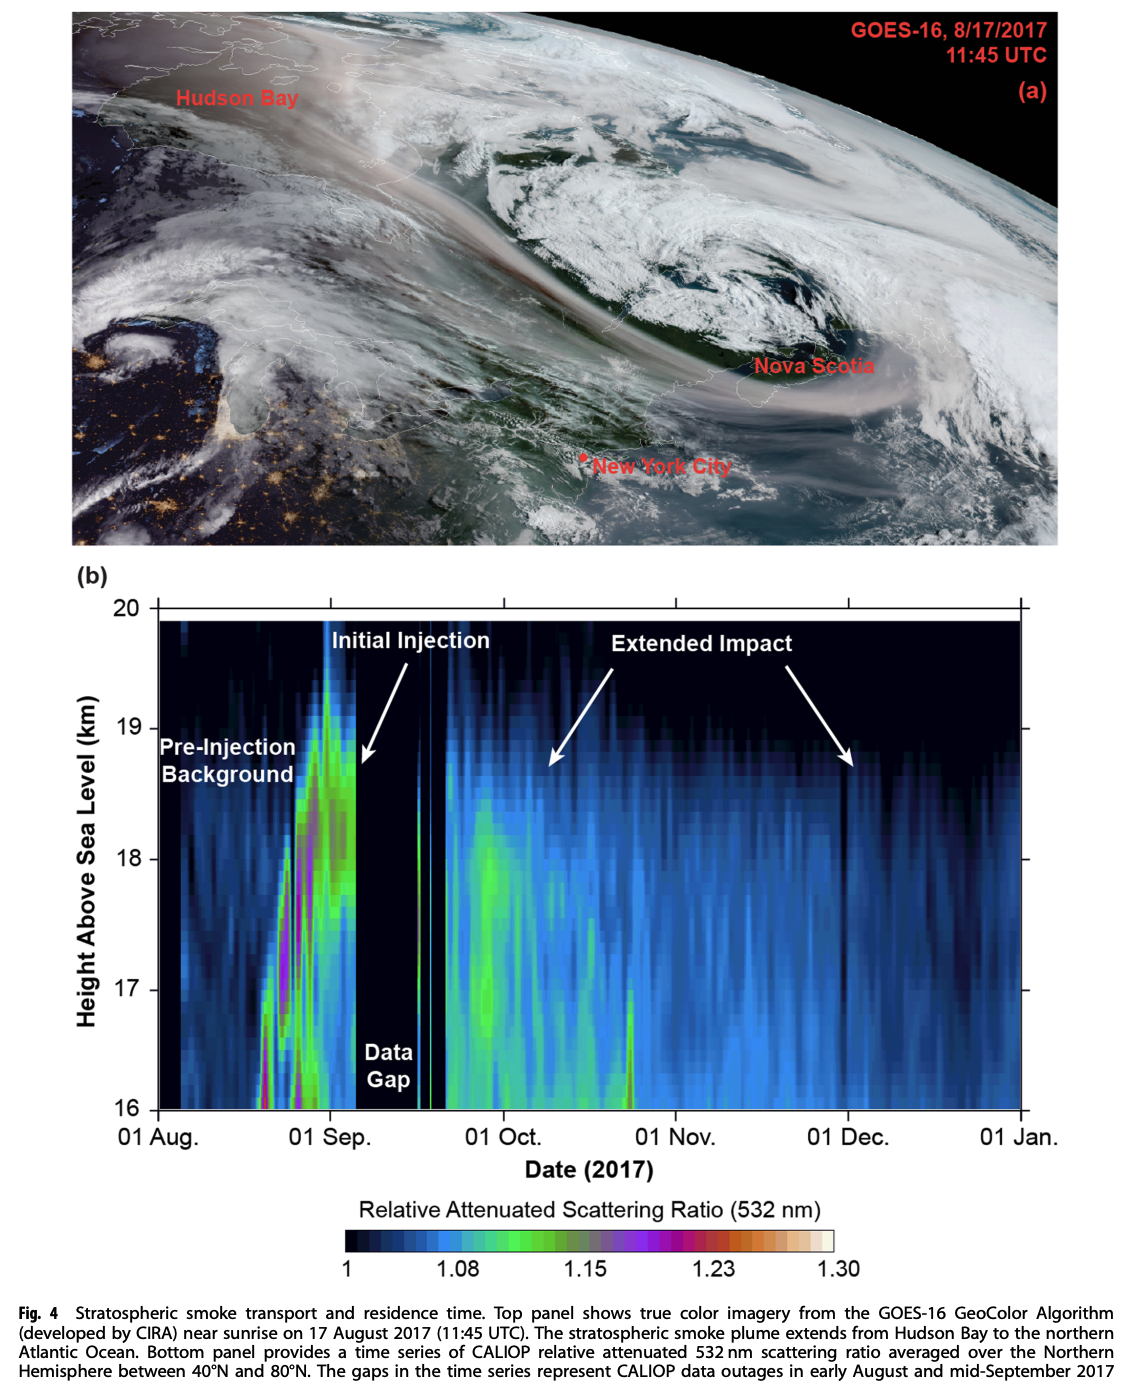 GOES-16, 8/17/2017
11:45 UTC
(a)
Hudson Bay
Nova Scotia
New York City
(b)
20
19
18
17
16
Height Above Sea Level (km)
Initial Injection
Extended Impact
Pre-Injection
Background
Data
Gap
01 Aug.
01 Sep.
01 Oct.
01 Nov.
01 Dec.
01 Jan.
Date (2017)
Relative Attenuated Scattering Ratio (532 nm)
1
1.08
1.15
1.23
1.30
Fig. 4 Stratospheric smoke transport and residence time. Top panel shows true color imagery from the GOES-16 GeoColor Algorithm
(developed by CIRA) near sunrise on 17 August 2017 (11:45 UTC). The stratospheric smoke plume extends from Hudson Bay to the northern
Atlantic Ocean. Bottom panel provides a time series of CALIOP relative attenuated 532 nm scattering ratio averaged over the Northern
Hemisphere between 40°N and 80°N. The gaps in the time series represent CALIOP data outages in early August and mid-September 2017